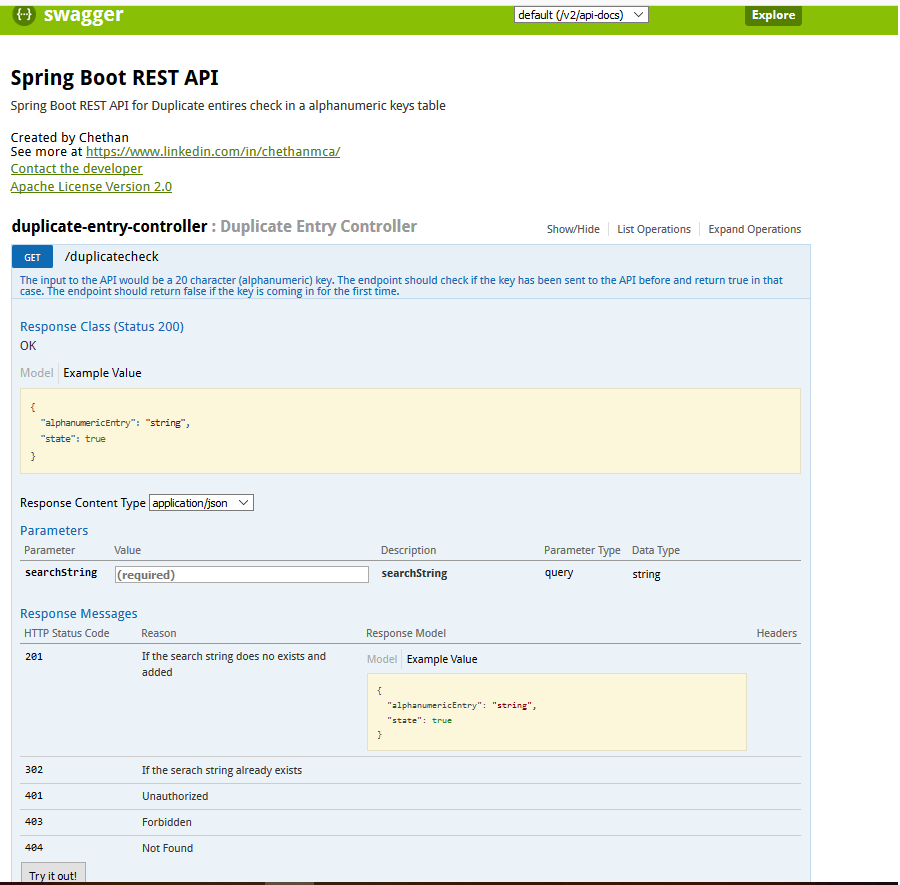 {···} swagger default (/v2/api-docs) Explore
Spring Boot REST API
Spring Boot REST API for Duplicate entires check in a alphanumeric keys table
Created by Chethan
See more at https://www.linkedin.com/in/chethanmca/
Contact the developer
Apache License Version 2.0
duplicate-entry-controller : Duplicate Entry Controller Show/Hide List Operations Expand Operations
GET /duplicatecheck
The input to the API would be a 20 character (alphanumeric) key. The endpoint should check if the key has been sent to the API before and return true in that
case. The endpoint should return false if the key is coming in for the first time.
Response Class (Status 200)
OK
Model Example Value
{
"alphanumericEntry": "string",
"state": true
}
Response Content Type application/json
Parameters
Parameter Value Description Parameter Type Data Type
searchString (required) searchString query string
Response Messages
HTTP Status Code Reason Response Model Headers
201 If the search string does no exists and Model Example Value
added
{
"alphanumericEntry": "string",
"state": true
}
302 If the serach string already exists
401 Unauthorized
403 Forbidden
404 Not Found
Try it out!